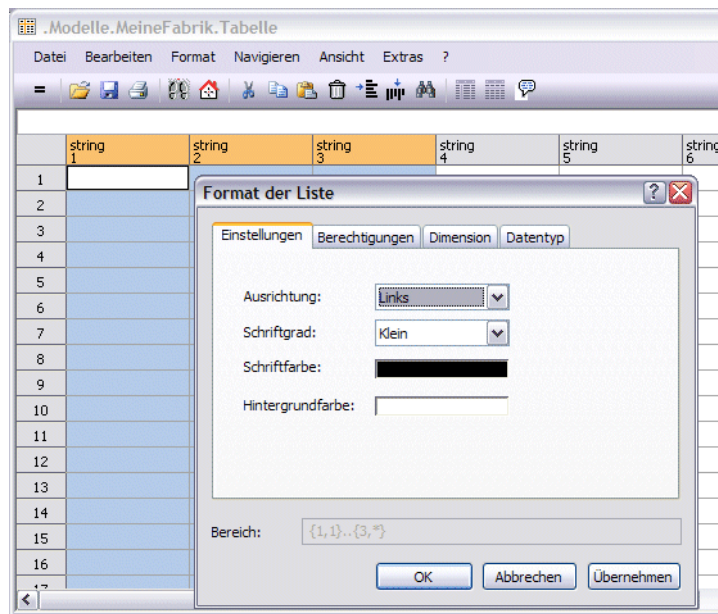 .Modelle.MeineFabrik.Tabelle
Datei Bearbeiten Format Navigieren Ansicht Extras ?
=
string string string string string string
1 2 3 4 5 6
1
2
3
4
5
6
7
8
9
10
11
12
13
14
15
16
17
Format der Liste
Einstellungen Berechtigungen Dimension Datentyp
Ausrichtung: Links
Schriftgrad: Klein
Schriftfarbe:
Hintergrundfarbe:
Bereich: {1,1}..{3,*}
OK Abbrechen Übernehmen